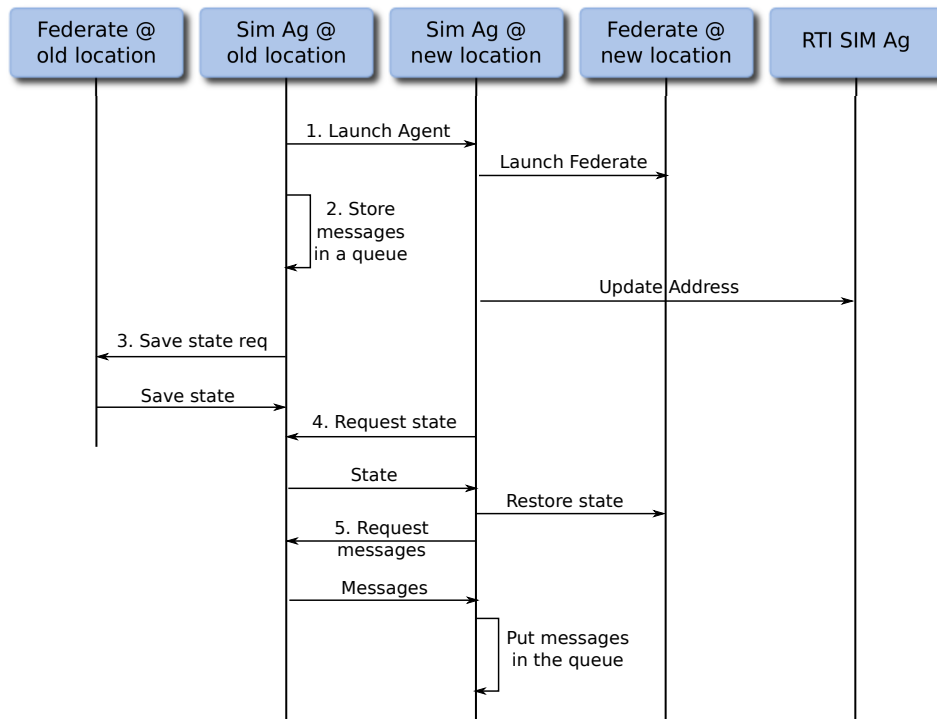 Federate @
old location
Sim Ag @
old location
Sim Ag @
new location
Federate @
new location
RTI SIM Ag
1. Launch Agent
Launch Federate
2. Store
messages
in a queue
Update Address
3. Save state req
Save state
4. Request state
State
Restore state
5. Request
messages
Messages
Put messages
in the queue